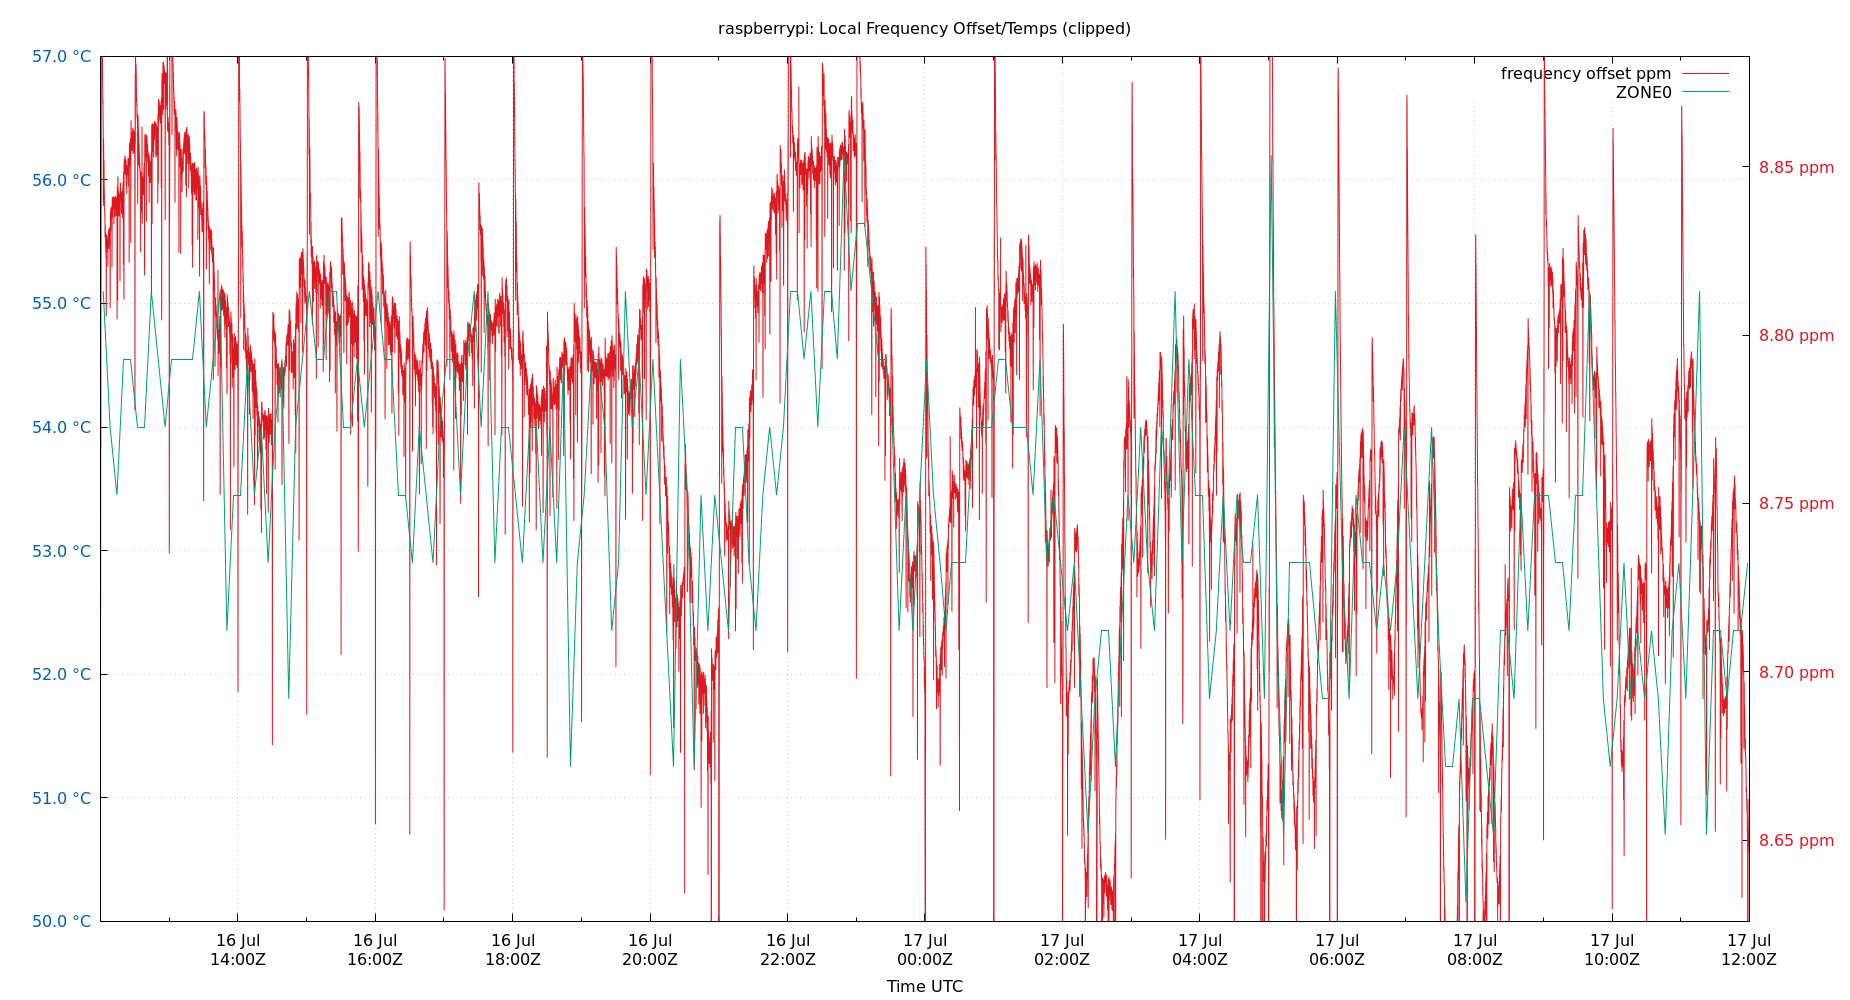 raspberrypi: Local Frequency Offset/Temps (clipped)
frequency offset ppm
ZONE0
57.0 °C
56.0 °C
55.0 °C
54.0 °C
53.0 °C
52.0 °C
51.0 °C
50.0 °C
8.85 ppm
8.80 ppm
8.75 ppm
8.70 ppm
8.65 ppm
16 Jul 16 Jul 16 Jul 16 Jul 16 Jul 17 Jul 17 Jul 17 Jul 17 Jul 17 Jul 17 Jul 17 Jul
14:00Z 16:00Z 18:00Z 20:00Z 22:00Z 00:00Z 02:00Z 04:00Z 06:00Z 08:00Z 10:00Z 12:00Z
Time UTC